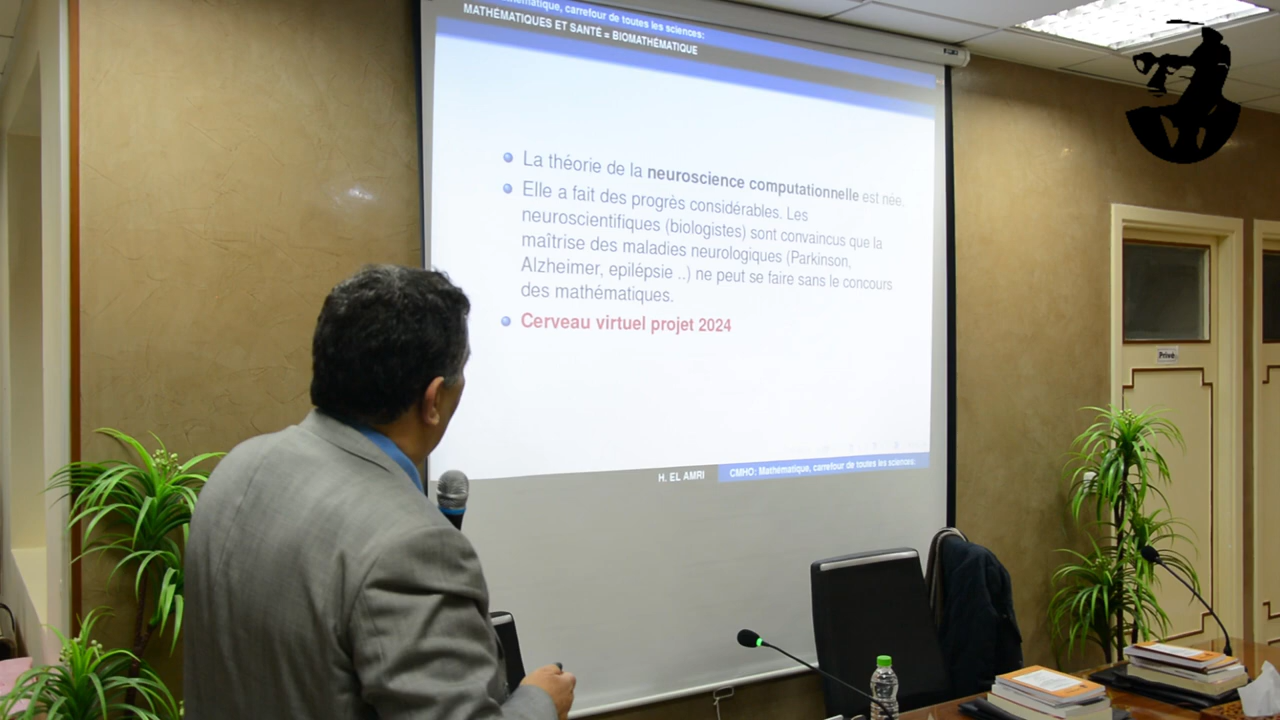 mathématique, carrefour de toutes les sciences:
MATHÉMATIQUES ET SANTÉ = BIOMATHÉMATIQUE
La théorie de la neuroscience computationnelle est née.
Elle a fait des progrès considérables. Les
neuroscientifiques (biologistes) sont convaincus que la
maîtrise des maladies neurologiques (Parkinson,
Alzheimer, epilépsie ..) ne peut se faire sans le concours
des mathématiques.
Cerveau virtuel projet 2024
H. EL AMRI
CMHO: Mathématique, carrefour de toutes les sciences:
Privé